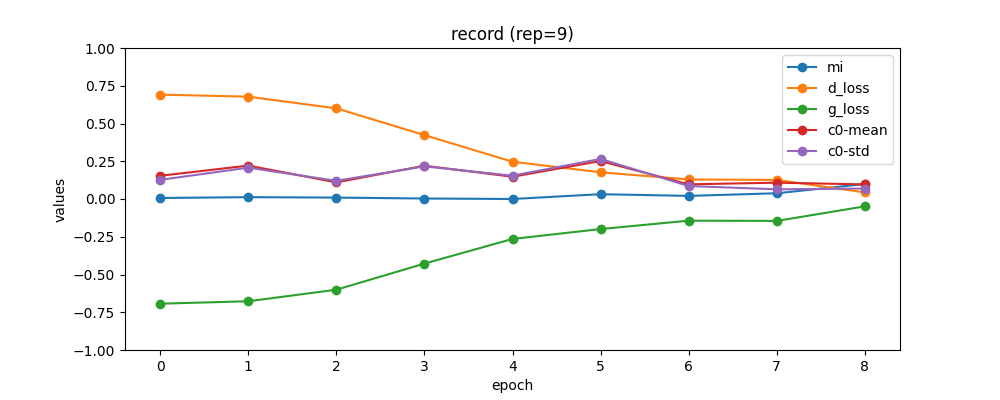 record (rep=9)
1.00
0.75
0.50
0.25
0.00
−0.25
−0.50
−0.75
−1.00
values
mi
d_loss
g_loss
c0-mean
c0-std
0 1 2 3 4 5 6 7 8
epoch